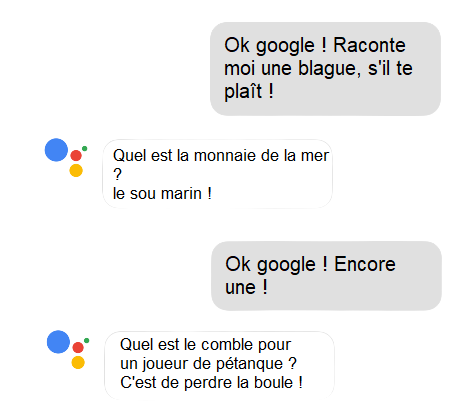 Ok google ! Raconte
moi une blague, s'il te
plaît !
Quel est la monnaie de la mer
?
le sou marin !
Ok google ! Encore
une !
Quel est le comble pour
un joueur de pétanque ?
C'est de perdre la boule !